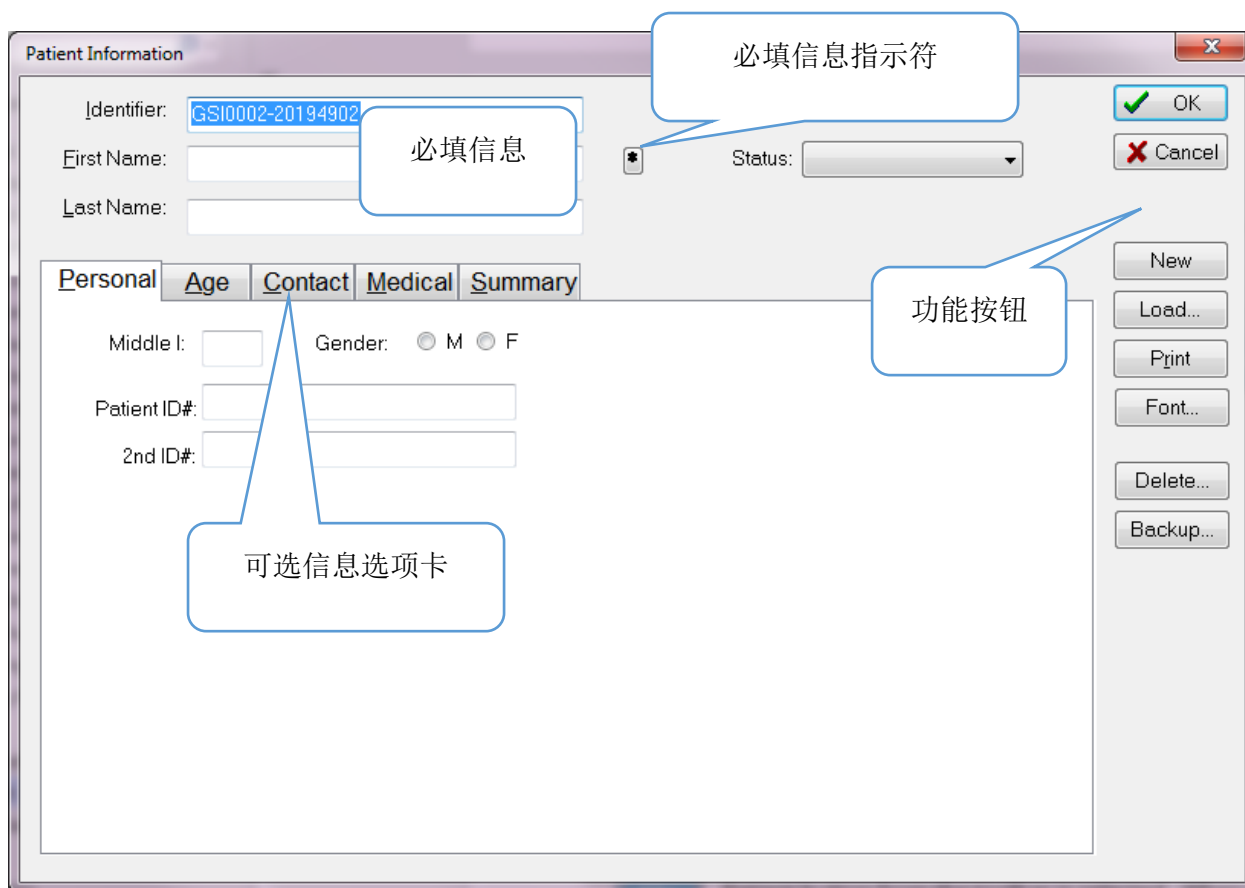 Patient Information
必填信息指示符
Identifier: GSI0002-20194902
OK
必填信息
First Name:
*
Status:
Cancel
Last Name:
New
Personal Age Contact Medical Summary
功能按钮
Load...
Middle I: Gender: M F
Print
Patient ID#:
Font...
2nd ID#:
Delete...
Backup...
可选信息选项卡